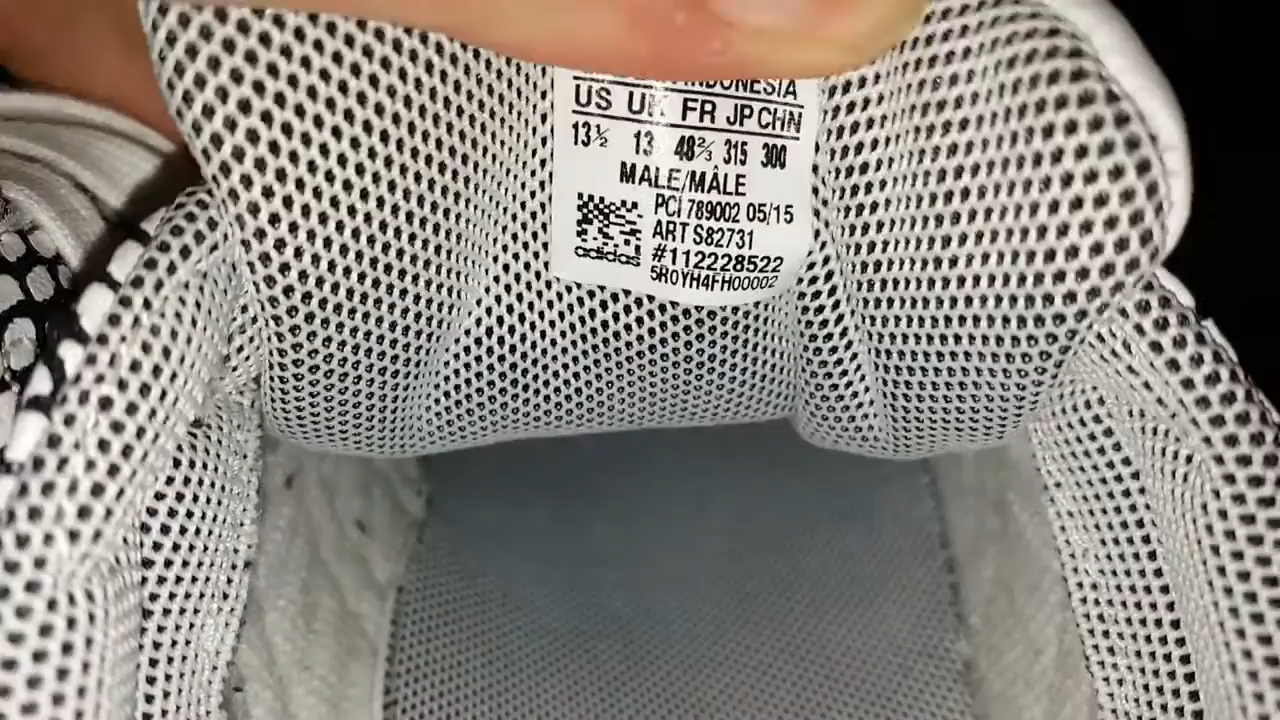 INDONESIA
US UK FR JP CHN
13½ 13 48⅔ 315 300
MALE/MÂLE
PCI 789002 05/15
ART S82731
#112228522
5R0YH4FH00002
adidas